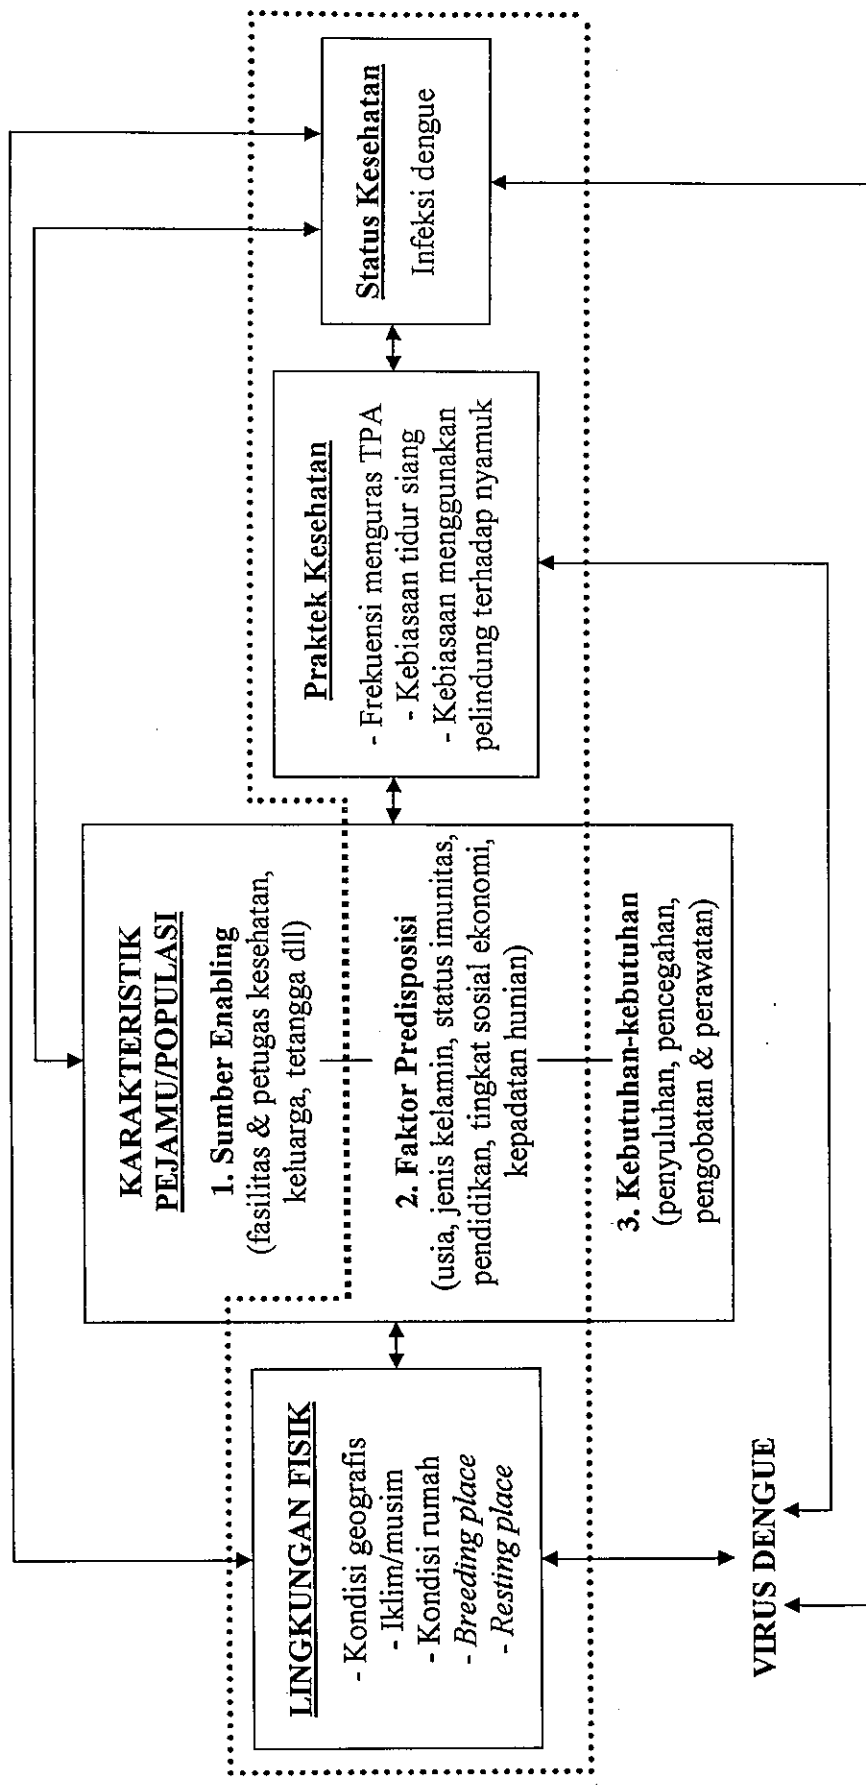 LINGKUNGAN FISIK
- Kondisi geografis
- Iklim/musim
- Kondisi rumah
- Breeding place
- Resting place
KARAKTERISTIK
PEJAMU/POPULASI
1. Sumber Enabling
(fasilitas & petugas kesehatan,
keluarga, tetangga dll)
2. Faktor Predisposisi
(usia, jenis kelamin, status imunitas,
pendidikan, tingkat sosial ekonomi,
kepadatan hunian)
3. Kebutuhan-kebutuhan
(penyuluhan, pencegahan,
pengobatan & perawatan)
Praktek Kesehatan
- Frekuensi menguras TPA
- Kebiasaan tidur siang
- Kebiasaan menggunakan
pelindung terhadap nyamuk
Status Kesehatan
Infeksi dengue
VIRUS DENGUE